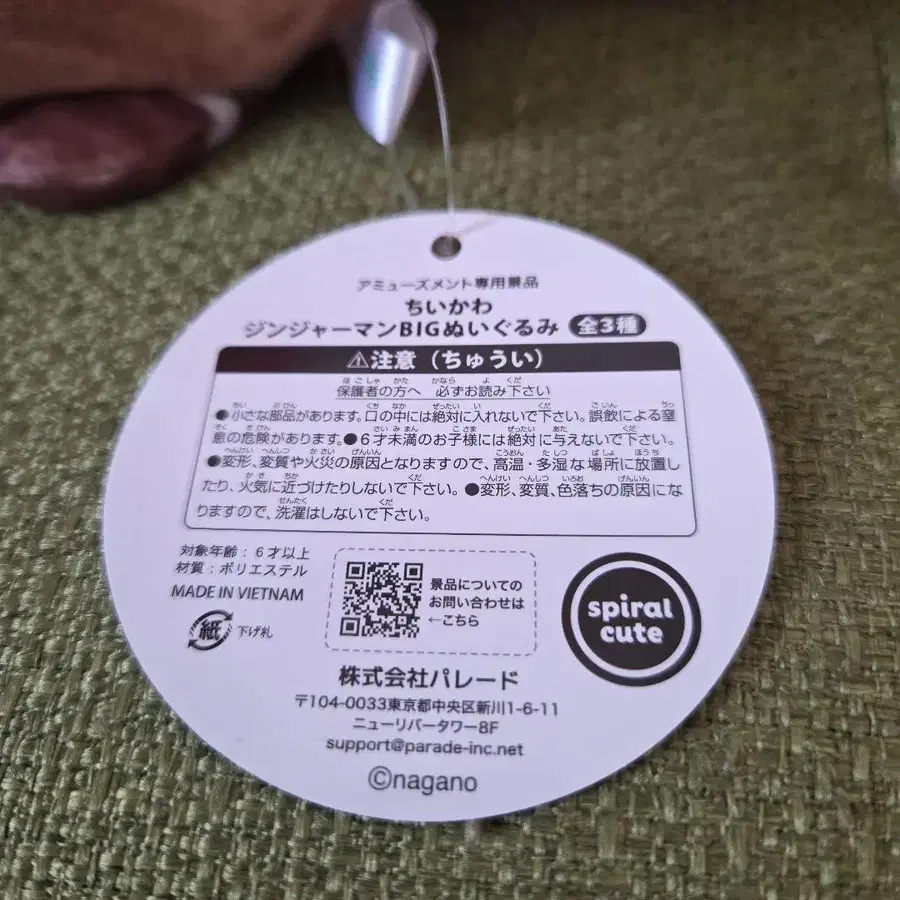 アミューズメント専用景品
ちいかわ
ジンジャーマンBIGぬいぐるみ 全3種
⚠注意（ちゅうい）
保護者の方へ 必ずお読み下さい
●小さな部品があります。口の中には絶対に入れないで下さい。誤飲による窒
息の危険があります。●6才未満のお子様には絶対に与えないで下さい。
●変形、変質や火災の原因となりますので、高温・多湿な場所に放置し
たり、火気に近づけたりしないで下さい。●変形、変質、色落ちの原因にな
りますので、洗濯はしないで下さい。
対象年齢：6才以上
材質：ポリエステル
MADE IN VIETNAM
紙 下げ札
景品についての
お問い合わせは
←こちら
spiral
cute
株式会社パレード
〒104-0033東京都中央区新川1-6-11
ニューリバータワー8F
support@parade-inc.net
©nagano